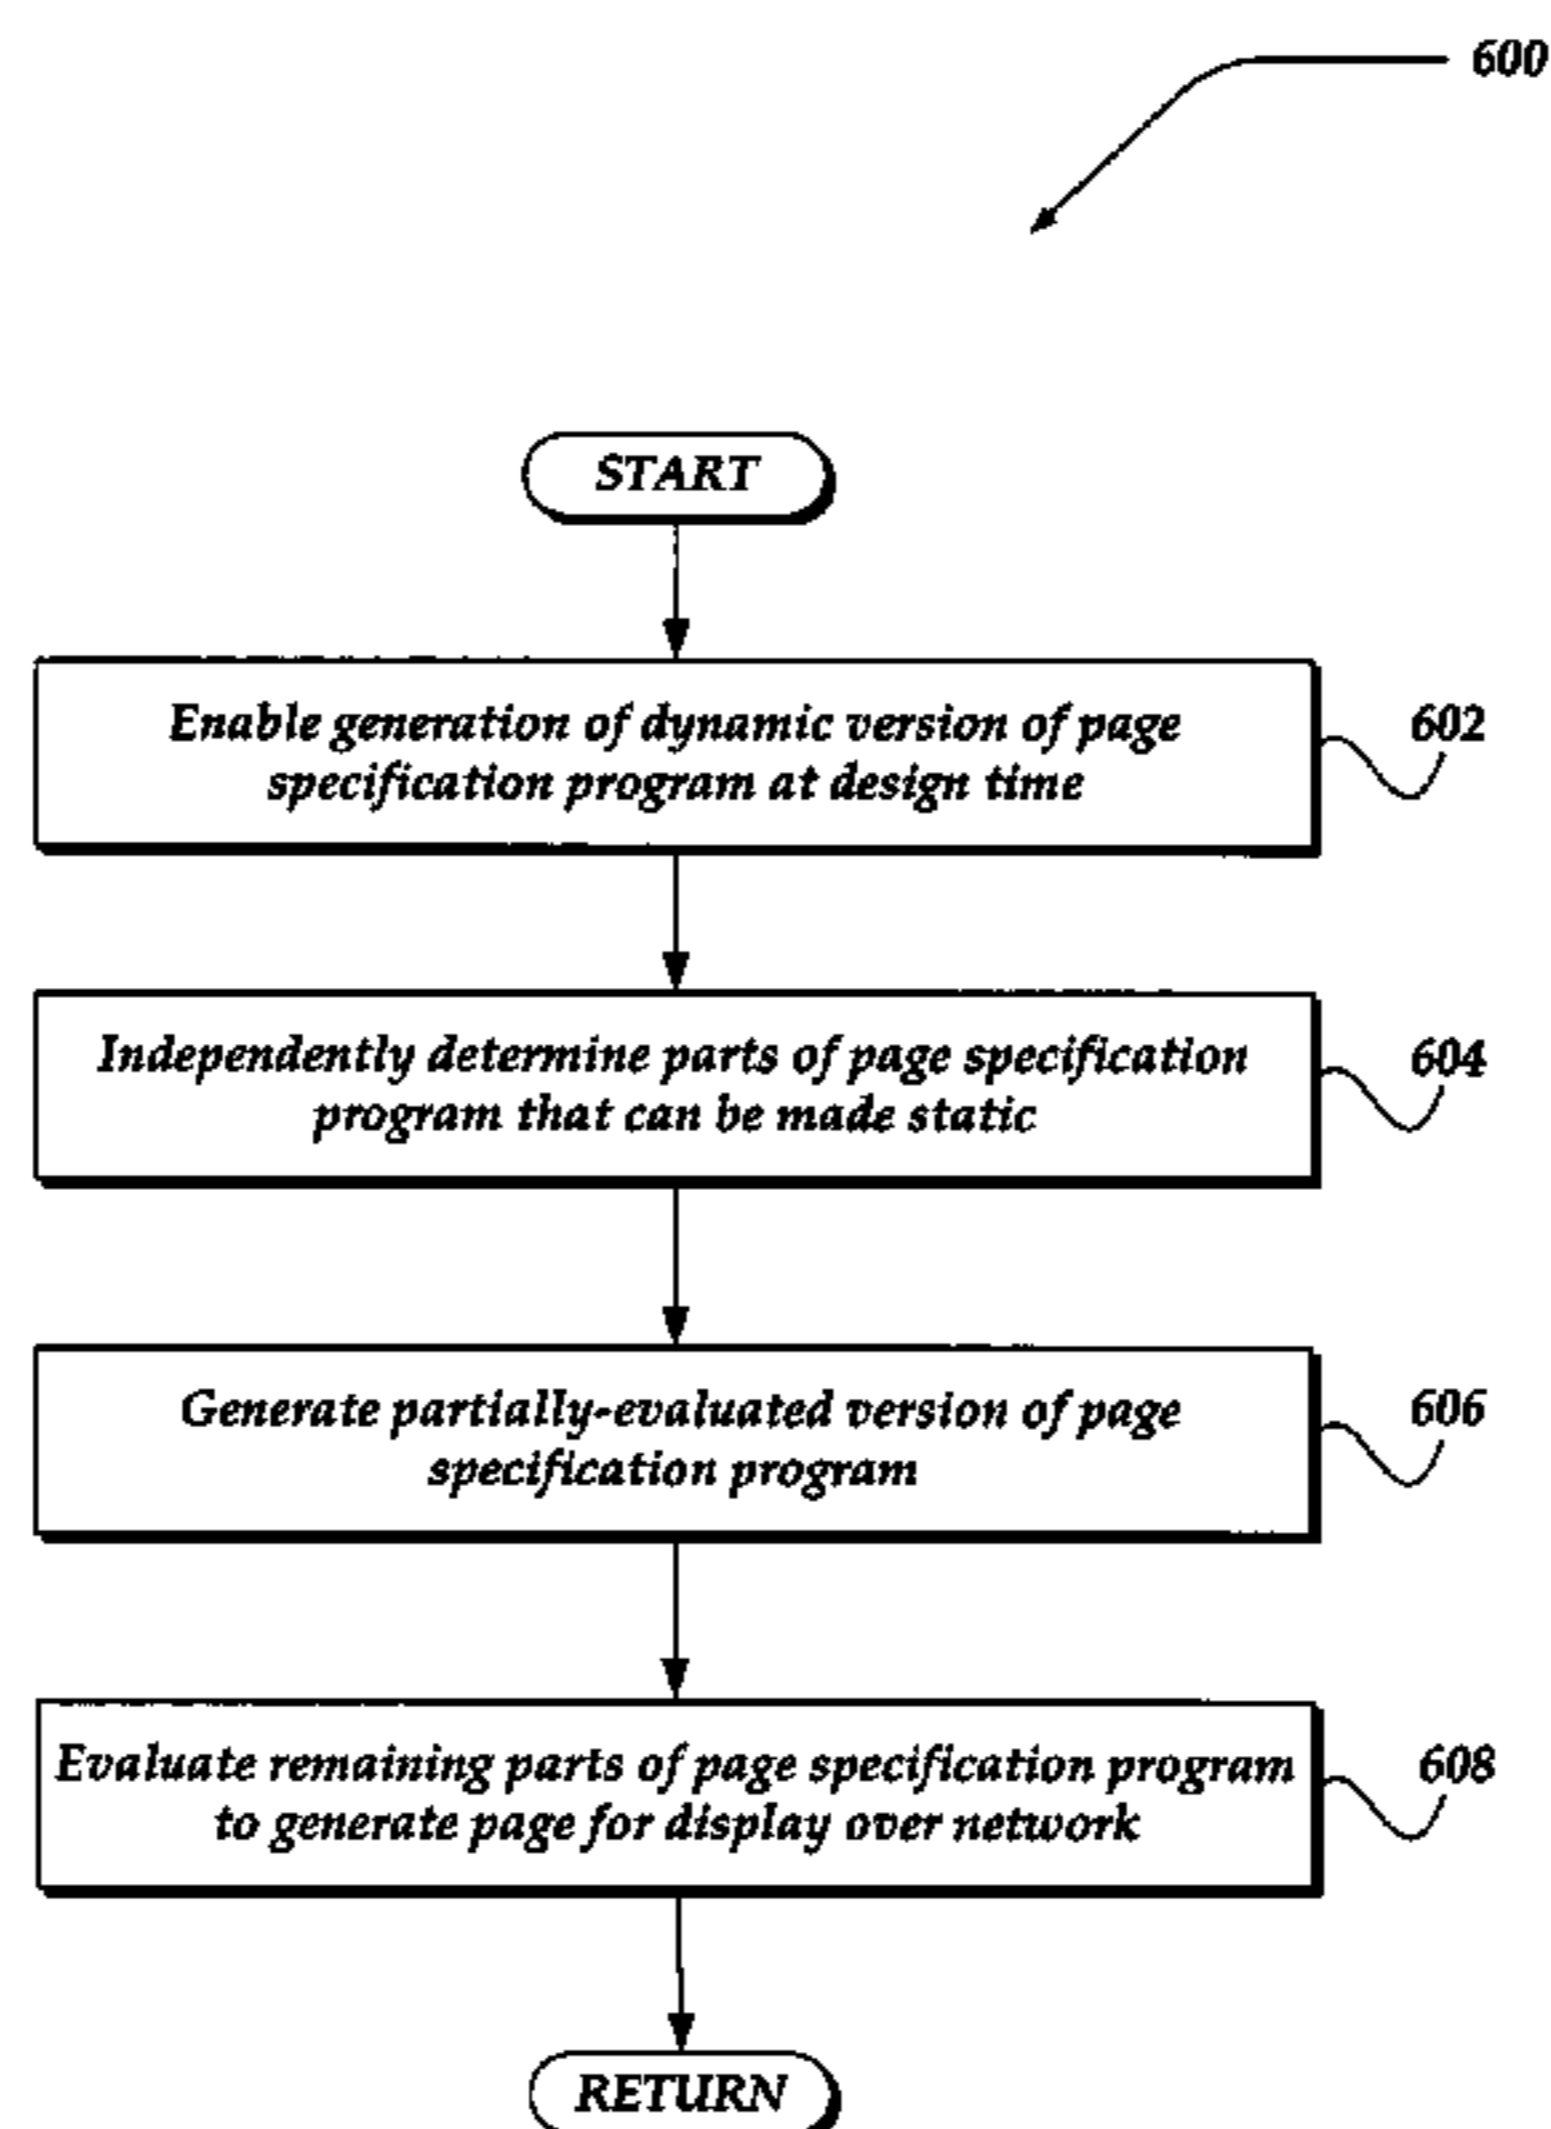 600
START
Enable generation of dynamic version of page
specification program at design time
602
Independently determine parts of page specification
program that can be made static
604
Generate partially-evaluated version of page
specification program
606
Evaluate remaining parts of page specification program
to generate page for display over network
608
RETURN